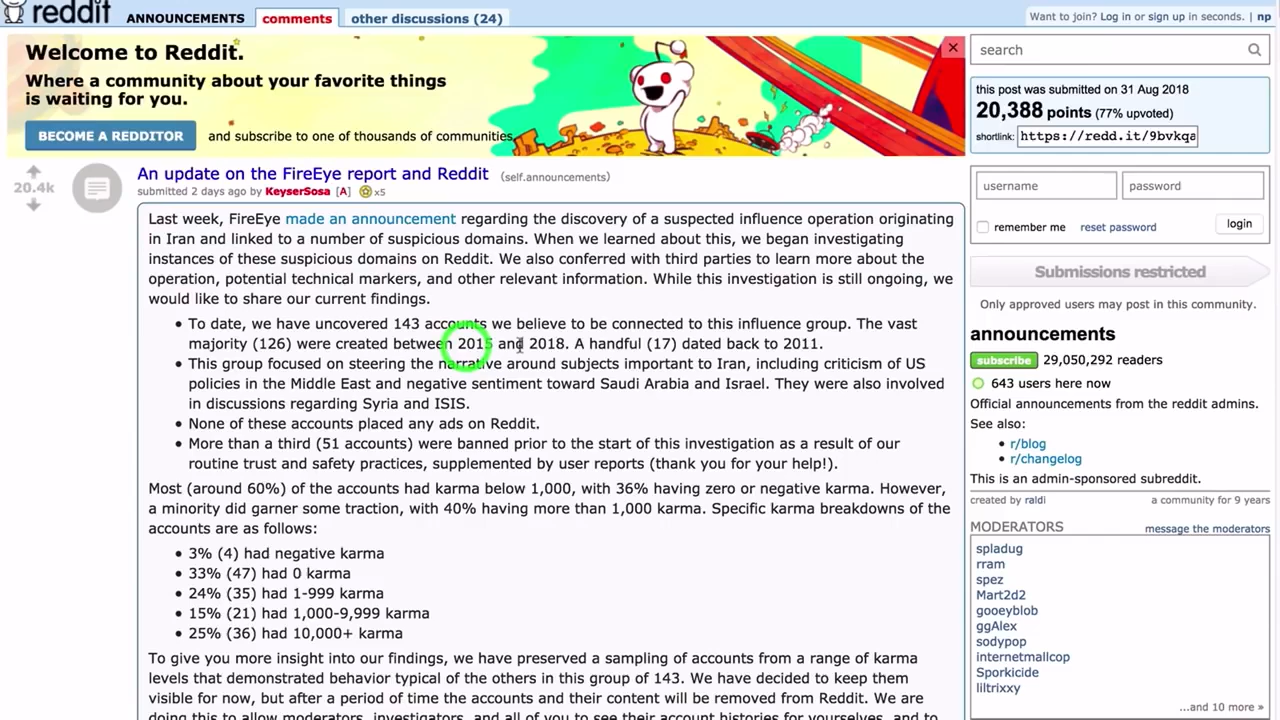 reddit ANNOUNCEMENTS comments other discussions (24)
Want to join? Log in or sign up in seconds. | np
Welcome to Reddit.
Where a community about your favorite things
is waiting for you.
BECOME A REDDITOR and subscribe to one of thousands of communities.
search
this post was submitted on 31 Aug 2018
20,388 points (77% upvoted)
shortlink: https://redd.it/9bvkqa
username password
remember me reset password login
Submissions restricted
Only approved users may post in this community.
announcements
subscribe 29,050,292 readers
643 users here now
Official announcements from the reddit admins.
See also:
• r/blog
• r/changelog
This is an admin-sponsored subreddit.
created by raldi a community for 9 years
MODERATORS message the moderators
spladug
rram
spez
Mart2d2
gooeyblob
ggAlex
sodypop
internetmallcop
Sporkicide
liltrixxy
...and 10 more »
20.4k
An update on the FireEye report and Reddit (self.announcements)
submitted 2 days ago by KeyserSosa [A] x5
Last week, FireEye made an announcement regarding the discovery of a suspected influence operation originating
in Iran and linked to a number of suspicious domains. When we learned about this, we began investigating
instances of these suspicious domains on Reddit. We also conferred with third parties to learn more about the
operation, potential technical markers, and other relevant information. While this investigation is still ongoing, we
would like to share our current findings.
• To date, we have uncovered 143 accounts we believe to be connected to this influence group. The vast
majority (126) were created between 2015 and 2018. A handful (17) dated back to 2011.
• This group focused on steering the narrative around subjects important to Iran, including criticism of US
policies in the Middle East and negative sentiment toward Saudi Arabia and Israel. They were also involved
in discussions regarding Syria and ISIS.
• None of these accounts placed any ads on Reddit.
• More than a third (51 accounts) were banned prior to the start of this investigation as a result of our
routine trust and safety practices, supplemented by user reports (thank you for your help!).
Most (around 60%) of the accounts had karma below 1,000, with 36% having zero or negative karma. However,
a minority did garner some traction, with 40% having more than 1,000 karma. Specific karma breakdowns of the
accounts are as follows:
• 3% (4) had negative karma
• 33% (47) had 0 karma
• 24% (35) had 1-999 karma
• 15% (21) had 1,000-9,999 karma
• 25% (36) had 10,000+ karma
To give you more insight into our findings, we have preserved a sampling of accounts from a range of karma
levels that demonstrated behavior typical of the others in this group of 143. We have decided to keep them
visible for now, but after a period of time the accounts and their content will be removed from Reddit. We are
doing this to allow moderators, investigators, and all of you to see their account histories for yourselves, and to